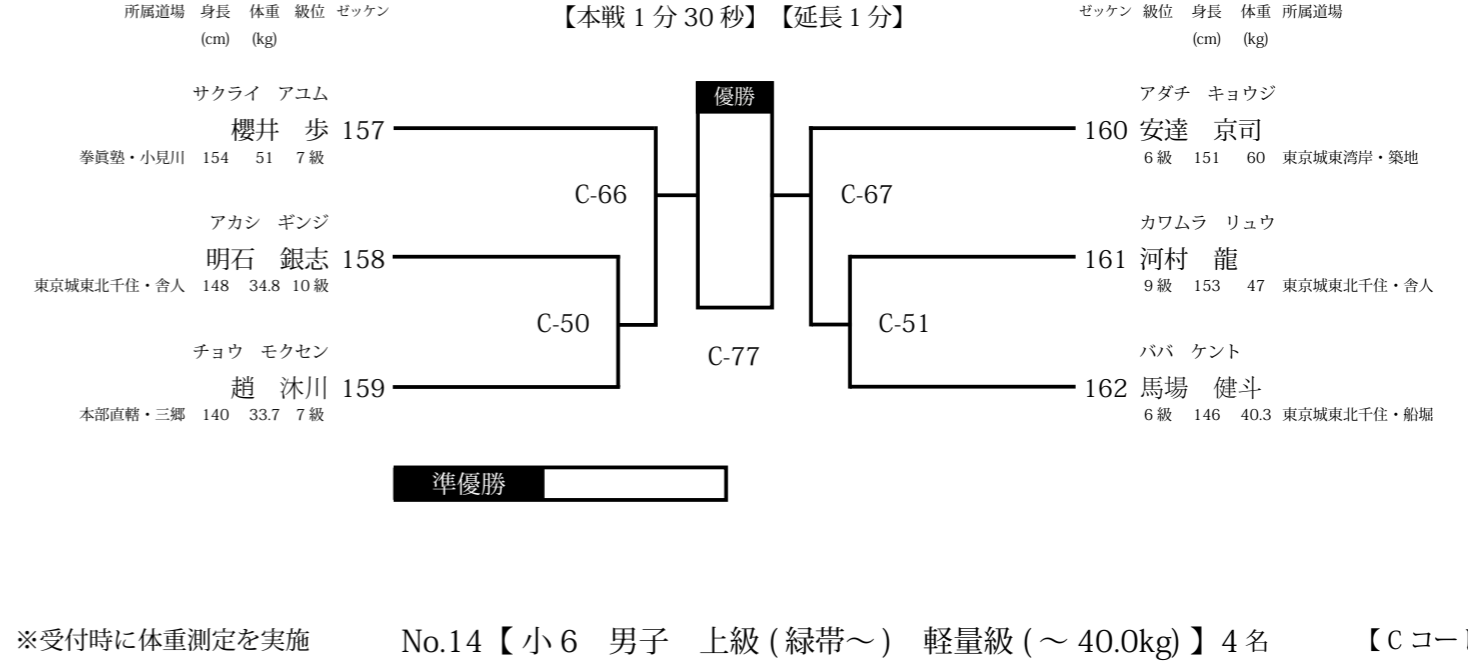 所属道場 身長 体重 級位 ゼッケン 【本戦1分30秒】【延長1分】 ゼッケン 級位 身長 体重 所属道場
(cm) (kg) (cm) (kg)
サクライ アユム
櫻井 歩 157
拳眞塾・小見川 154 51 7級
アカシ ギンジ
明石 銀志 158
東京城東北千住・舎人 148 34.8 10級
チョウ モクセン
趙 沐川 159
本部直轄・三郷 140 33.7 7級
C-66
C-50
優勝
C-77
C-67
C-51
アダチ キョウジ
160 安達 京司
6級 151 60 東京城東湾岸・築地
カワムラ リュウ
161 河村 龍
9級 153 47 東京城東北千住・舎人
ババ ケント
162 馬場 健斗
6級 146 40.3 東京城東北千住・船堀
準優勝
※受付時に体重測定を実施 No.14【小6 男子 上級(緑帯~) 軽量級(~40.0kg)】4名 【Cコー